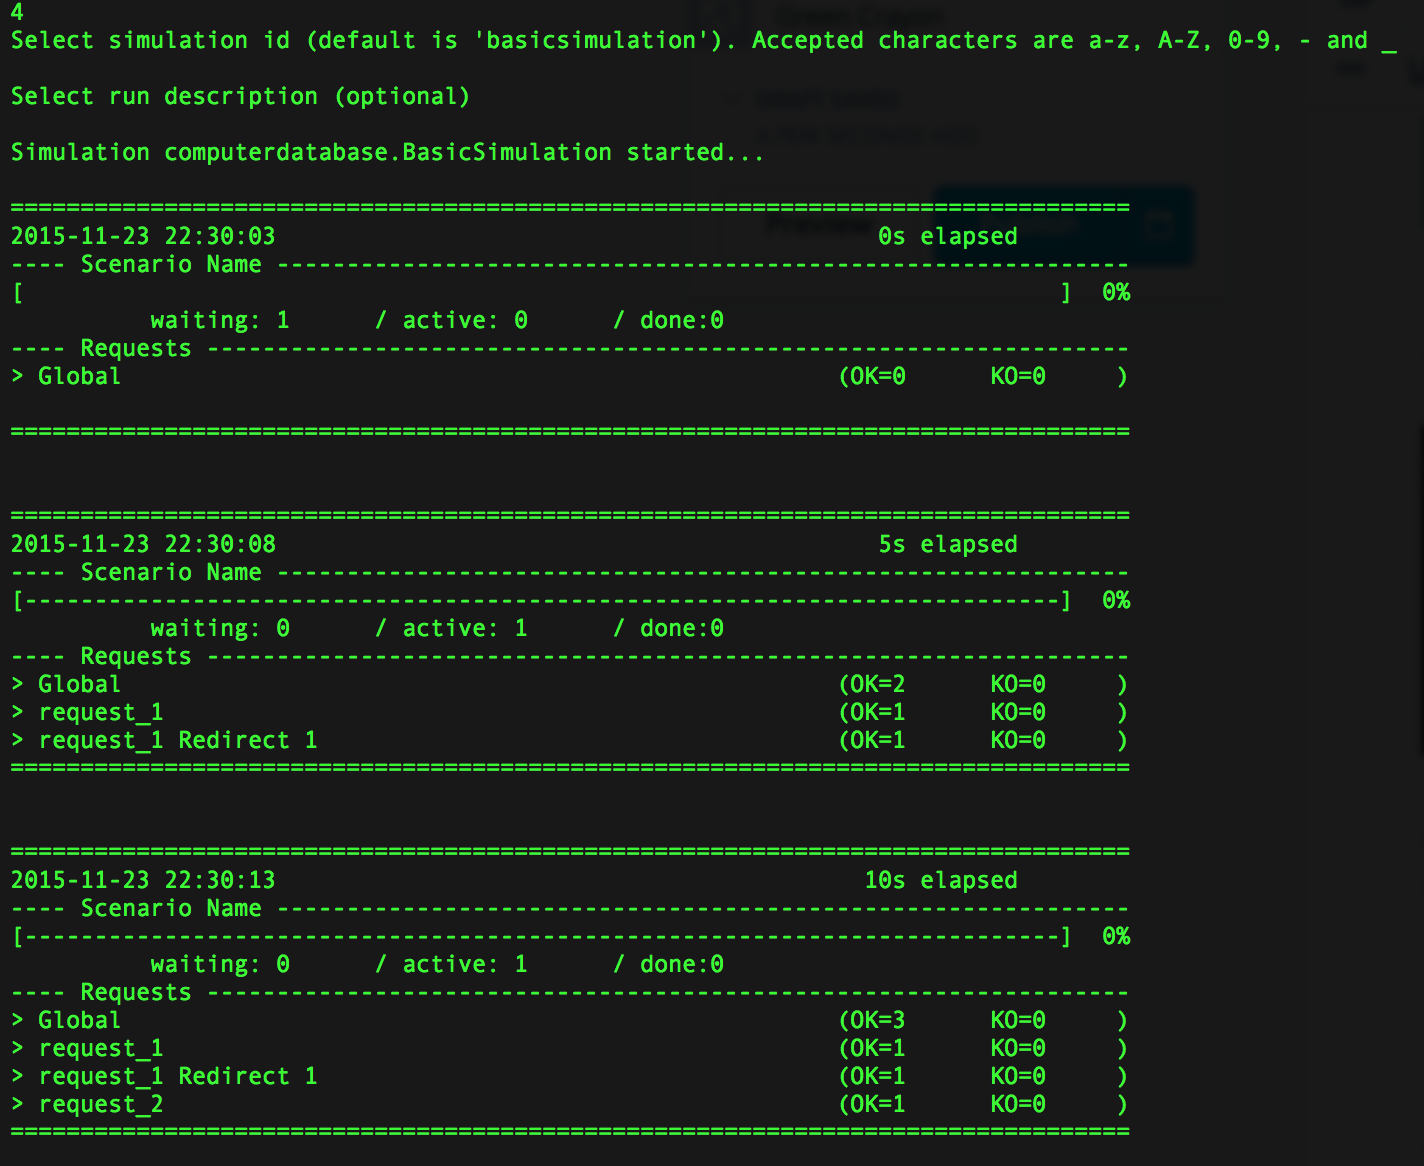 4
Select simulation id (default is 'basicsimulation'). Accepted characters are a-z, A-Z, 0-9, - and _
Select run description (optional)
Simulation computerdatabase.BasicSimulation started...
================================================================================
2015-11-23 22:30:03                                           0s elapsed
---- Scenario Name -------------------------------------------------------------
[                                                                          ]  0%
          waiting: 1      / active: 0      / done:0
---- Requests ------------------------------------------------------------------
> Global                                                   (OK=0      KO=0     )
================================================================================
================================================================================
2015-11-23 22:30:08                                           5s elapsed
---- Scenario Name -------------------------------------------------------------
[--------------------------------------------------------------------------]  0%
          waiting: 0      / active: 1      / done:0
---- Requests ------------------------------------------------------------------
> Global                                                   (OK=2      KO=0     )
> request_1                                                (OK=1      KO=0     )
> request_1 Redirect 1                                     (OK=1      KO=0     )
================================================================================
================================================================================
2015-11-23 22:30:13                                          10s elapsed
---- Scenario Name -------------------------------------------------------------
[--------------------------------------------------------------------------]  0%
          waiting: 0      / active: 1      / done:0
---- Requests ------------------------------------------------------------------
> Global                                                   (OK=3      KO=0     )
> request_1                                                (OK=1      KO=0     )
> request_1 Redirect 1                                     (OK=1      KO=0     )
> request_2                                                (OK=1      KO=0     )
================================================================================